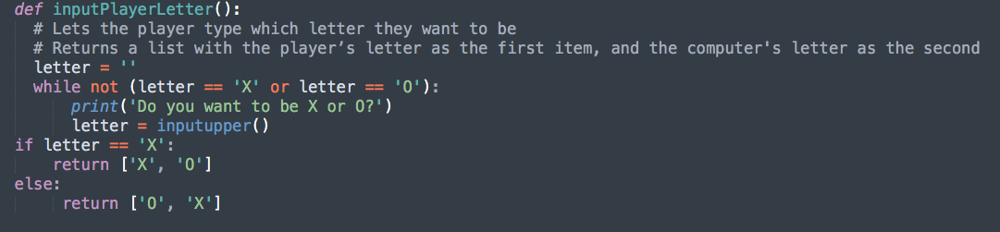 def inputPlayerLetter():
  # Lets the player type which letter they want to be
  # Returns a list with the player’s letter as the first item, and the computer's letter as the second
  letter = ''
  while not (letter == 'X' or letter == 'O'):
      print('Do you want to be X or O?')
      letter = inputupper()
if letter == 'X':
    return ['X', 'O']
else:
     return ['O', 'X']